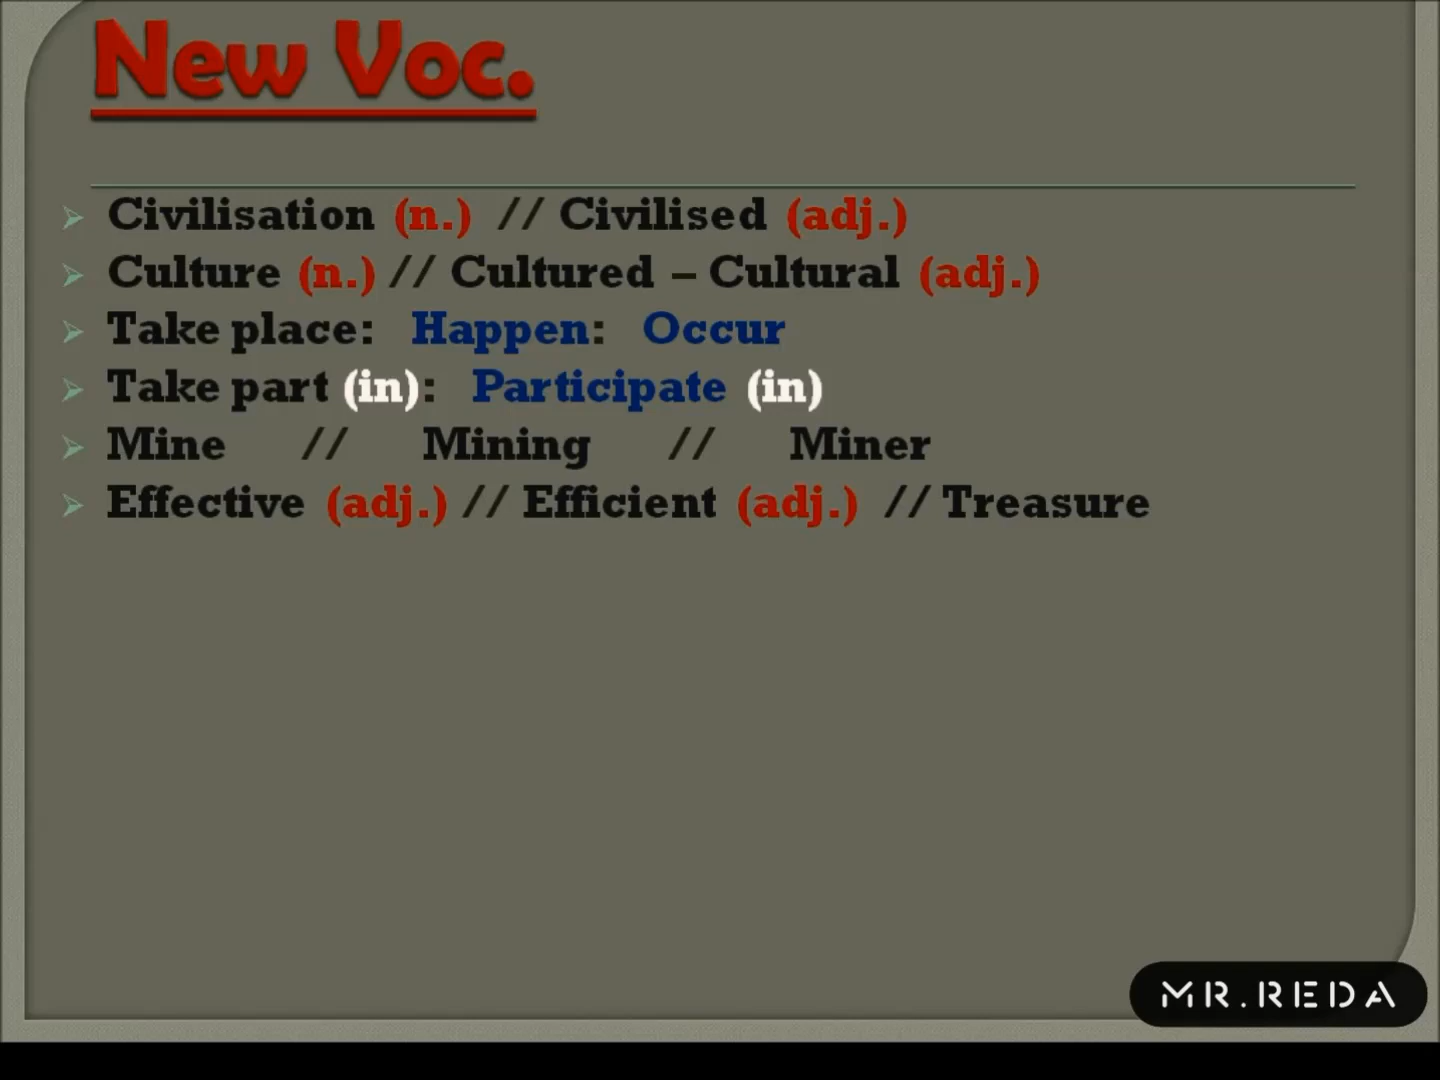 New Voc.
Civilisation (n.) // Civilised (adj.)
Culture (n.) // Cultured – Cultural (adj.)
Take place: Happen: Occur
Take part (in): Participate (in)
Mine // Mining // Miner
Effective (adj.) // Efficient (adj.) // Treasure
MR.REDA